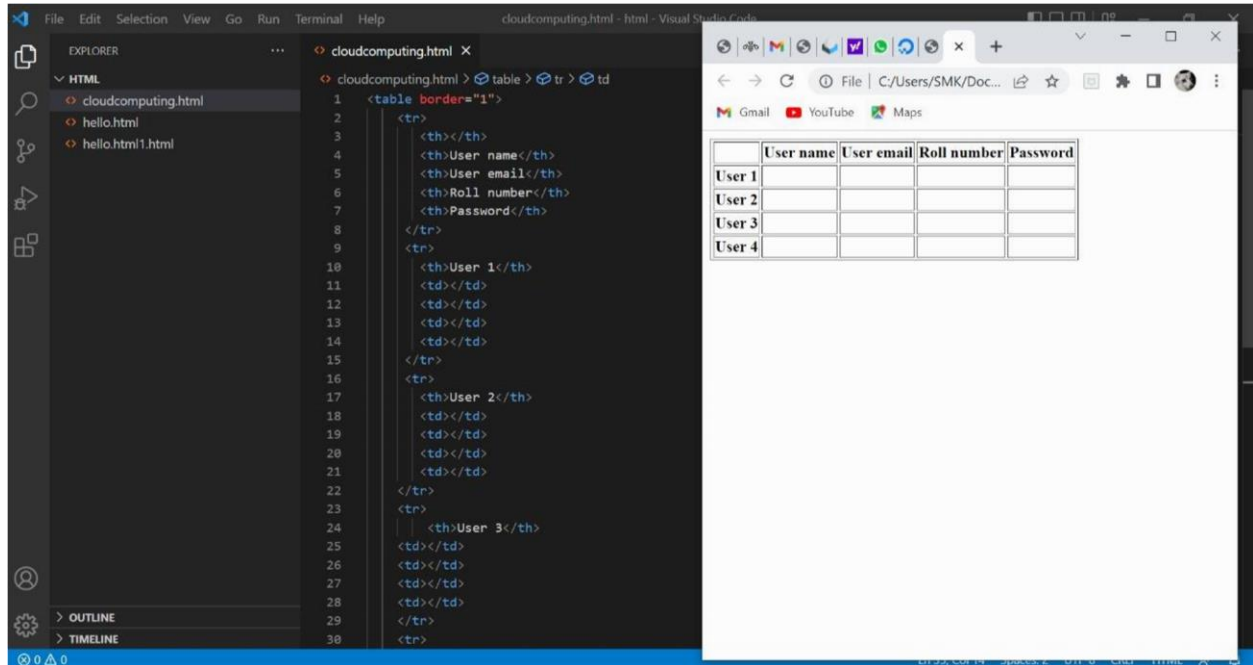 File Edit Selection View Go Run Terminal Help
cloudcomputing.html - html - Visual Studio Code
EXPLORER
HTML
cloudcomputing.html
hello.html
hello.html1.html
OUTLINE
TIMELINE
0 0
cloudcomputing.html
cloudcomputing.html > table > tr > td
1 <table border="1">
2 <tr>
3 <th></th>
4 <th>User name</th>
5 <th>User email</th>
6 <th>Roll number</th>
7 <th>Password</th>
8 </tr>
9 <tr>
10 <th>User 1</th>
11 <td></td>
12 <td></td>
13 <td></td>
14 <td></td>
15 </tr>
16 <tr>
17 <th>User 2</th>
18 <td></td>
19 <td></td>
20 <td></td>
21 <td></td>
22 </tr>
23 <tr>
24 <th>User 3</th>
25 <td></td>
26 <td></td>
27 <td></td>
28 <td></td>
29 </tr>
30 <tr>
File | C:/Users/SMK/Doc...
Gmail YouTube Maps
User name User email Roll number Password
User 1
User 2
User 3
User 4